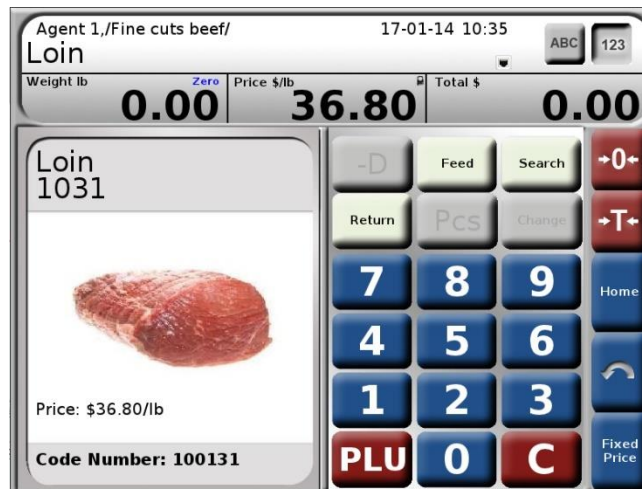 Agent 1,/Fine cuts beef/ 17-01-14 10:35
Loin
ABC 123
Weight lb Zero Price $/lb Total $
0.00 36.80 0.00
Loin
1031
Price: $36.80/lb
Code Number: 100131
-D Feed Search →0←
Return Pcs Change →T←
7 8 9 Home
4 5 6
1 2 3
PLU 0 C Fixed
Price